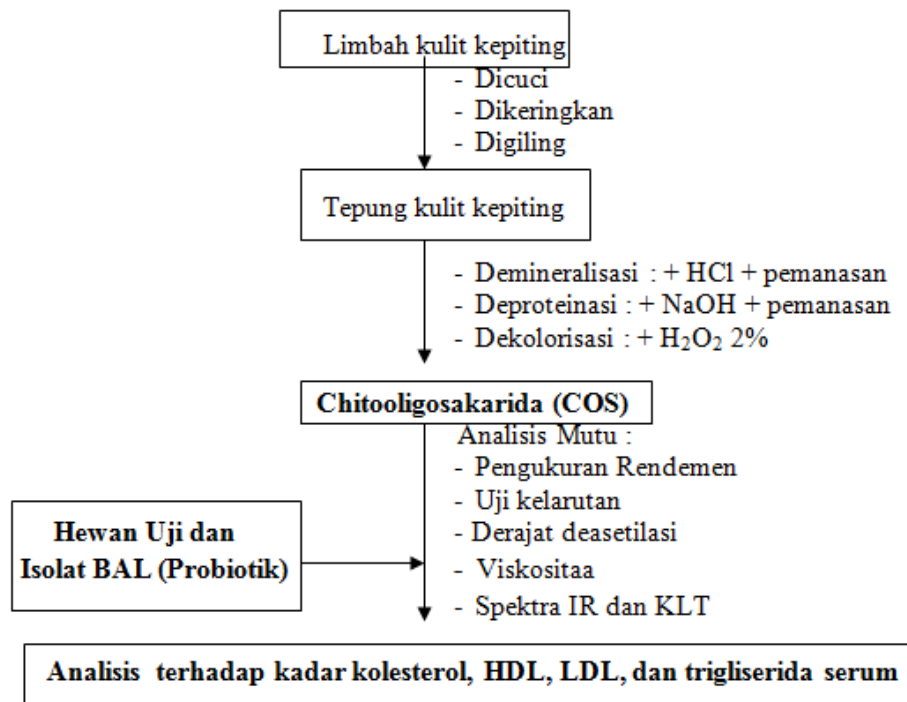 Limbah kulit kepiting
- Dicuci
- Dikeringkan
- Digiling
Tepung kulit kepiting
- Demineralisasi : + HCl + pemanasan
- Deproteinasi : + NaOH + pemanasan
- Dekolorisasi : + H₂O₂ 2%
Chitooligosakarida (COS)
Analisis Mutu :
- Pengukuran Rendemen
- Uji kelarutan
- Derajat deasetilasi
- Viskositaa
- Spektra IR dan KLT
Hewan Uji dan
Isolat BAL (Probiotik)
Analisis terhadap kadar kolesterol, HDL, LDL, dan trigliserida serum